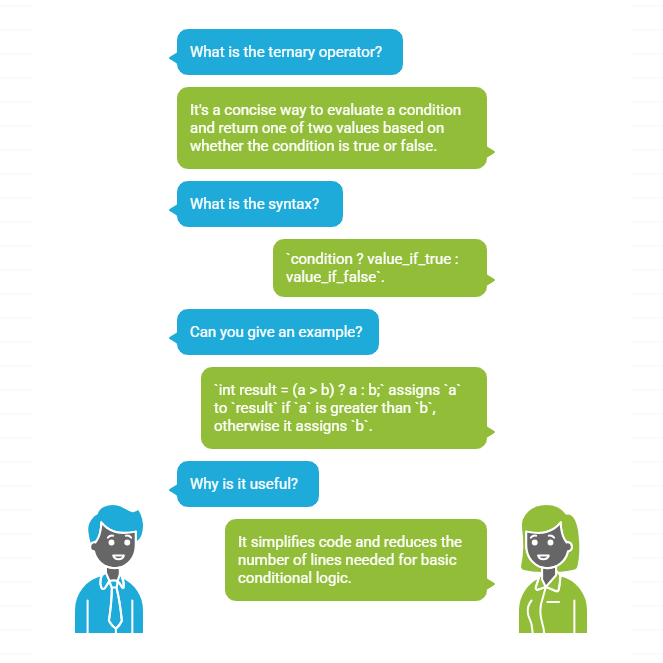 What is the ternary operator?
It's a concise way to evaluate a condition
and return one of two values based on
whether the condition is true or false.
What is the syntax?
`condition ? value_if_true :
value_if_false`.
Can you give an example?
`int result = (a > b) ? a : b;` assigns `a`
to `result` if `a` is greater than `b`,
otherwise it assigns `b`.
Why is it useful?
It simplifies code and reduces the
number of lines needed for basic
conditional logic.